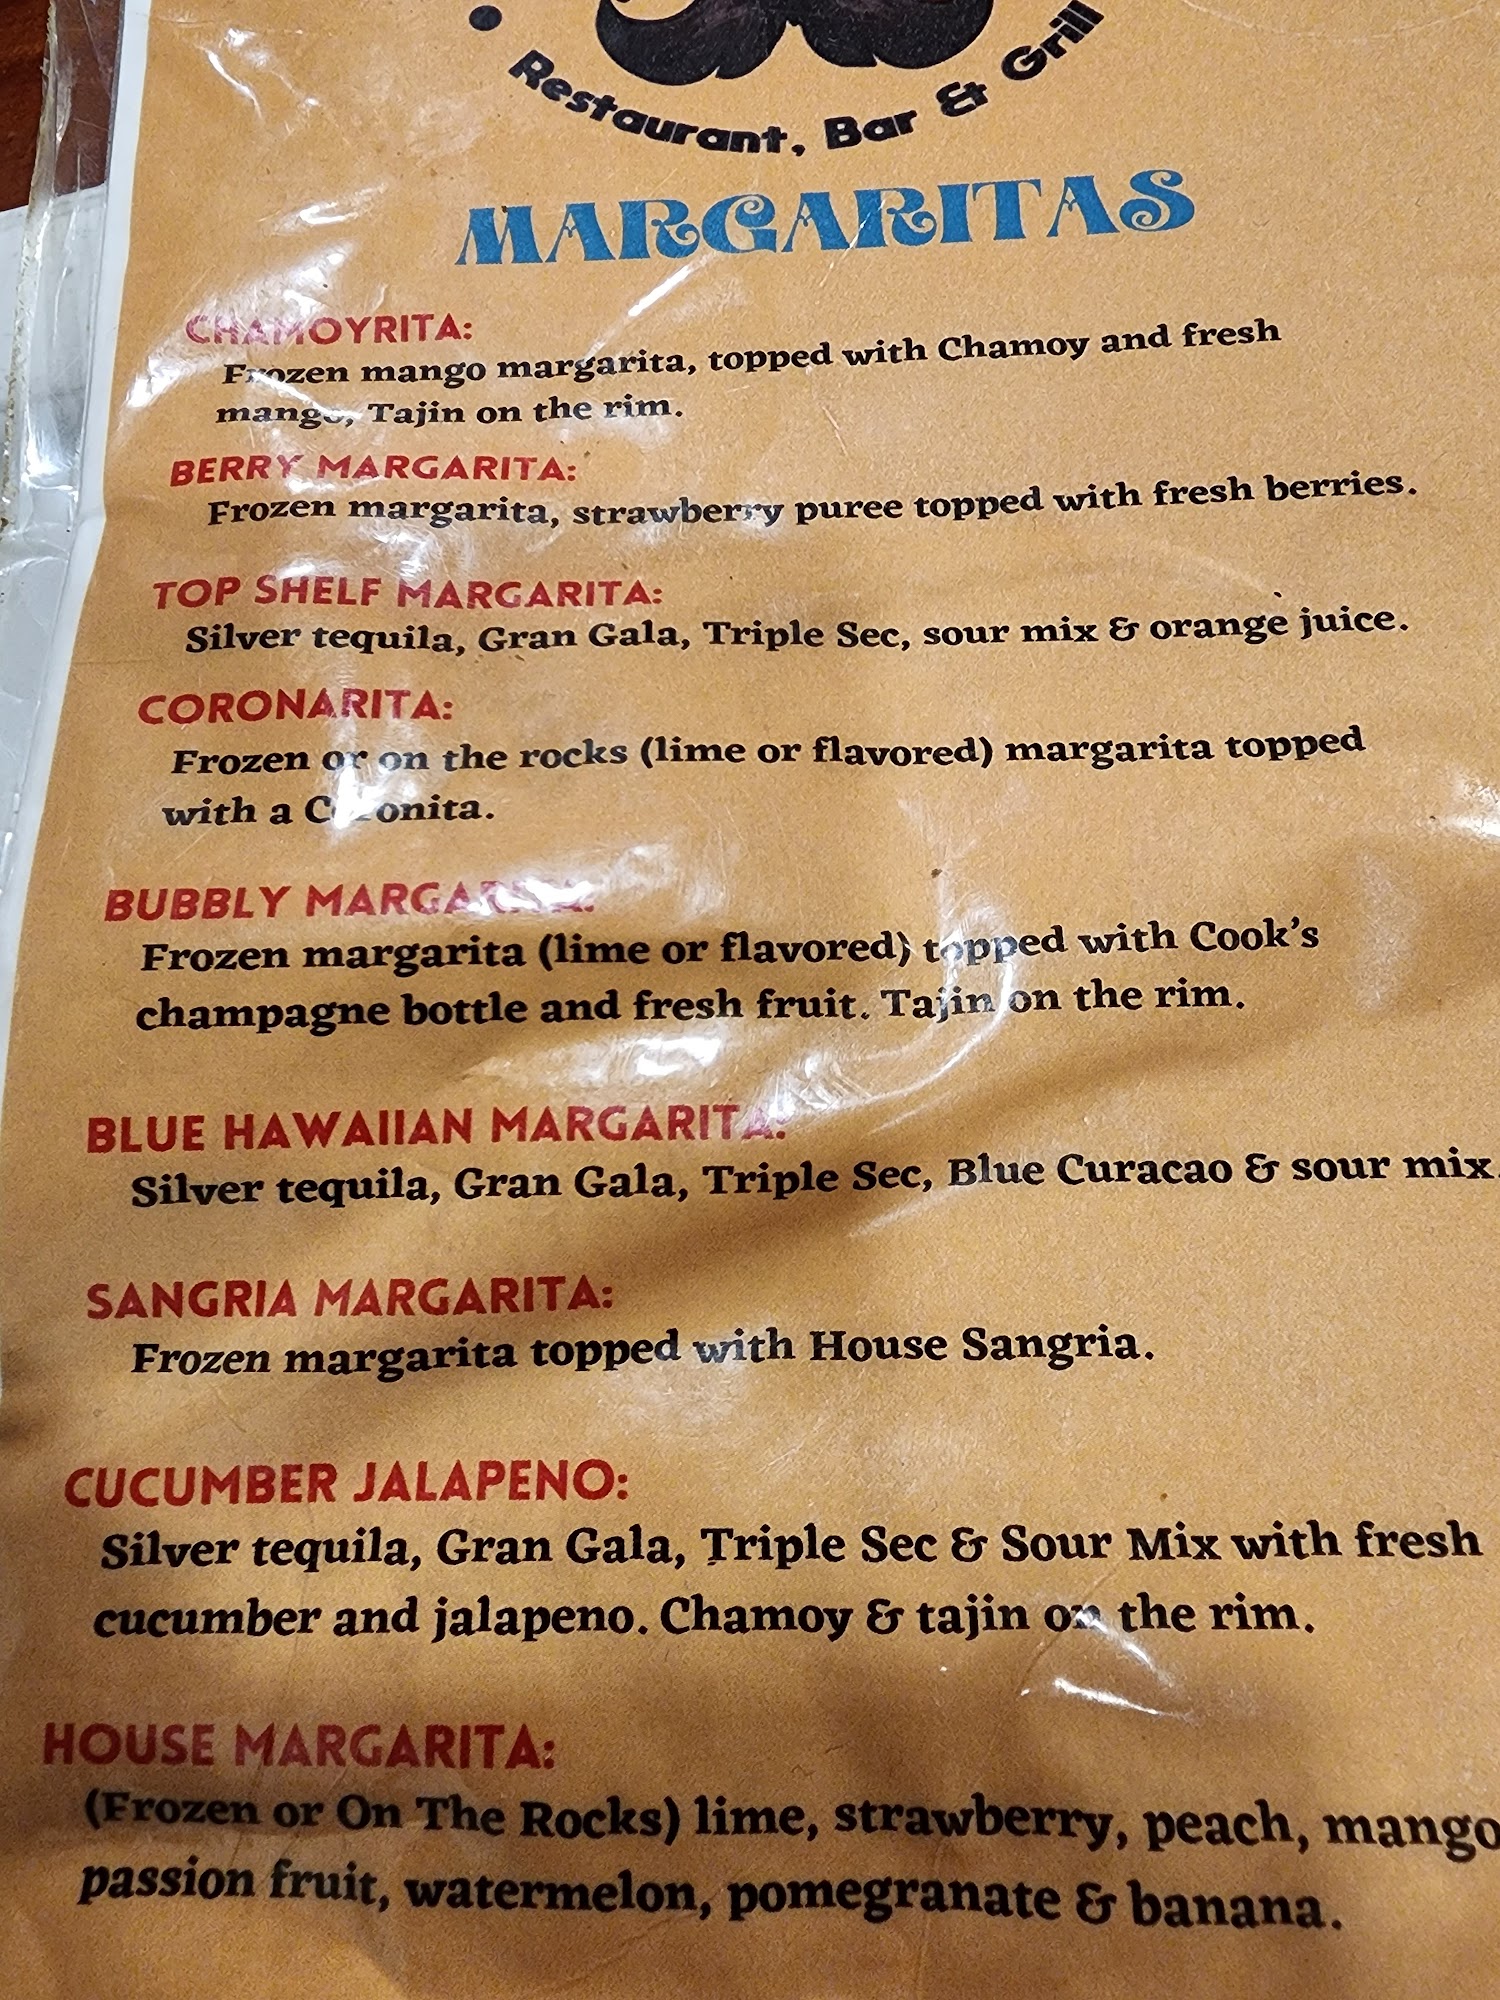 Restaurant, Bar & Grill
MARGARITAS
CHAMOYRITA:
Frozen mango margarita, topped with Chamoy and fresh
mango, Tajin on the rim.
BERRY MARGARITA:
Frozen margarita, strawberry puree topped with fresh berries.
TOP SHELF MARGARITA:
Silver tequila, Gran Gala, Triple Sec, sour mix & orange juice.
CORONARITA:
Frozen or on the rocks (lime or flavored) margarita topped
with a Coronita.
BUBBLY MARGARITA:
Frozen margarita (lime or flavored) topped with Cook's
champagne bottle and fresh fruit. Tajin on the rim.
BLUE HAWAIIAN MARGARITA:
Silver tequila, Gran Gala, Triple Sec, Blue Curacao & sour mix.
SANGRIA MARGARITA:
Frozen margarita topped with House Sangria.
CUCUMBER JALAPENO:
Silver tequila, Gran Gala, Triple Sec & Sour Mix with fresh
cucumber and jalapeno. Chamoy & tajin on the rim.
HOUSE MARGARITA:
(Frozen or On The Rocks) lime, strawberry, peach, mango
passion fruit, watermelon, pomegranate & banana.